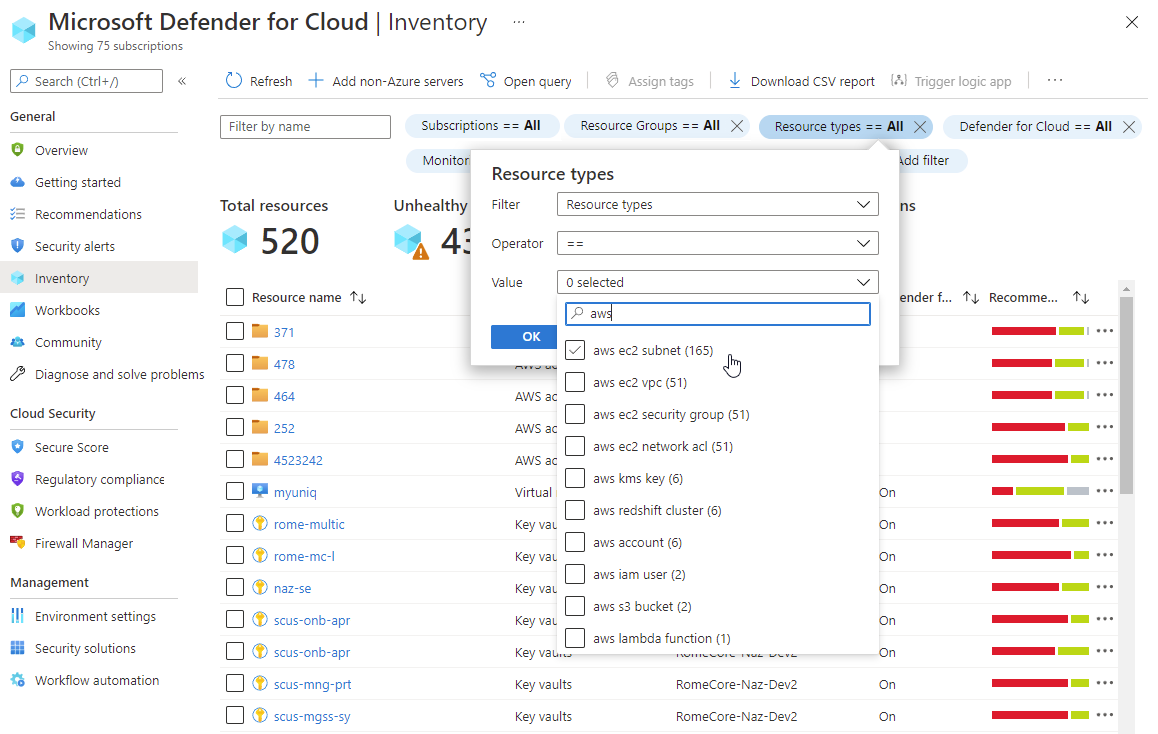 Microsoft Defender for Cloud | Inventory ...
Showing 75 subscriptions
Search (Ctrl+/) «
Refresh Add non-Azure servers Open query Assign tags Download CSV report Trigger logic app ...
General
Overview
Getting started
Recommendations
Security alerts
Inventory
Workbooks
Community
Diagnose and solve problems
Cloud Security
Secure Score
Regulatory compliance
Workload protections
Firewall Manager
Management
Environment settings
Security solutions
Workflow automation
Filter by name
Subscriptions == All
Resource Groups == All
Resource types == All
Defender for Cloud == All
Monitor
Add filter
Total resources
520
Unhealthy
Resource types
Filter Resource types
Operator ==
Value 0 selected
aws
OK
aws ec2 subnet (165)
aws ec2 vpc (51)
aws ec2 security group (51)
aws ec2 network acl (51)
aws kms key (6)
aws redshift cluster (6)
aws account (6)
aws iam user (2)
aws s3 bucket (2)
aws lambda function (1)
Resource name ender f... Recomme...
371
478
464 AWS ac
252 AWS ac
4523242 AWS ac
myuniq Virtual On
rome-multic Key vaults On
rome-mc-l Key vaults On
naz-se Key vaults On
scus-onb-apr Key vaults On
scus-onb-apr Key vaults RomeCore-Naz-Dev2 On
scus-mng-prt Key vaults RomeCore-Naz-Dev2 On
scus-mgss-sy Key vaults RomeCore-Naz-Dev2 On